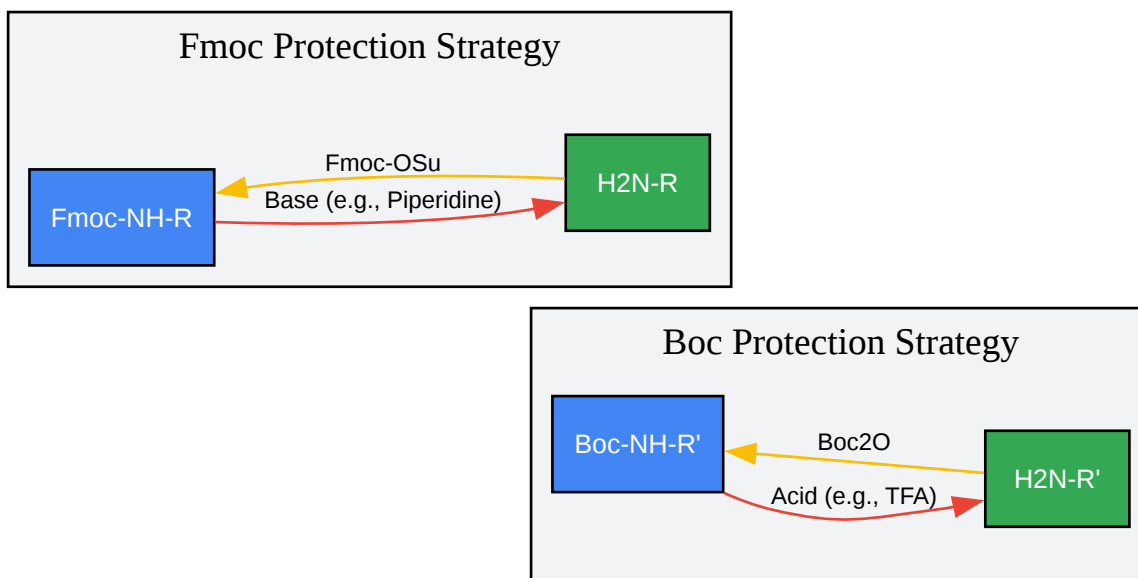 Fmoc Protection Strategy
Fmoc-OSu
H2N-R
Base (e.g., Piperidine)
Fmoc-NH-R
Boc Protection Strategy
Boc2O
Boc-NH-R'
H2N-R'
Acid (e.g., TFA)